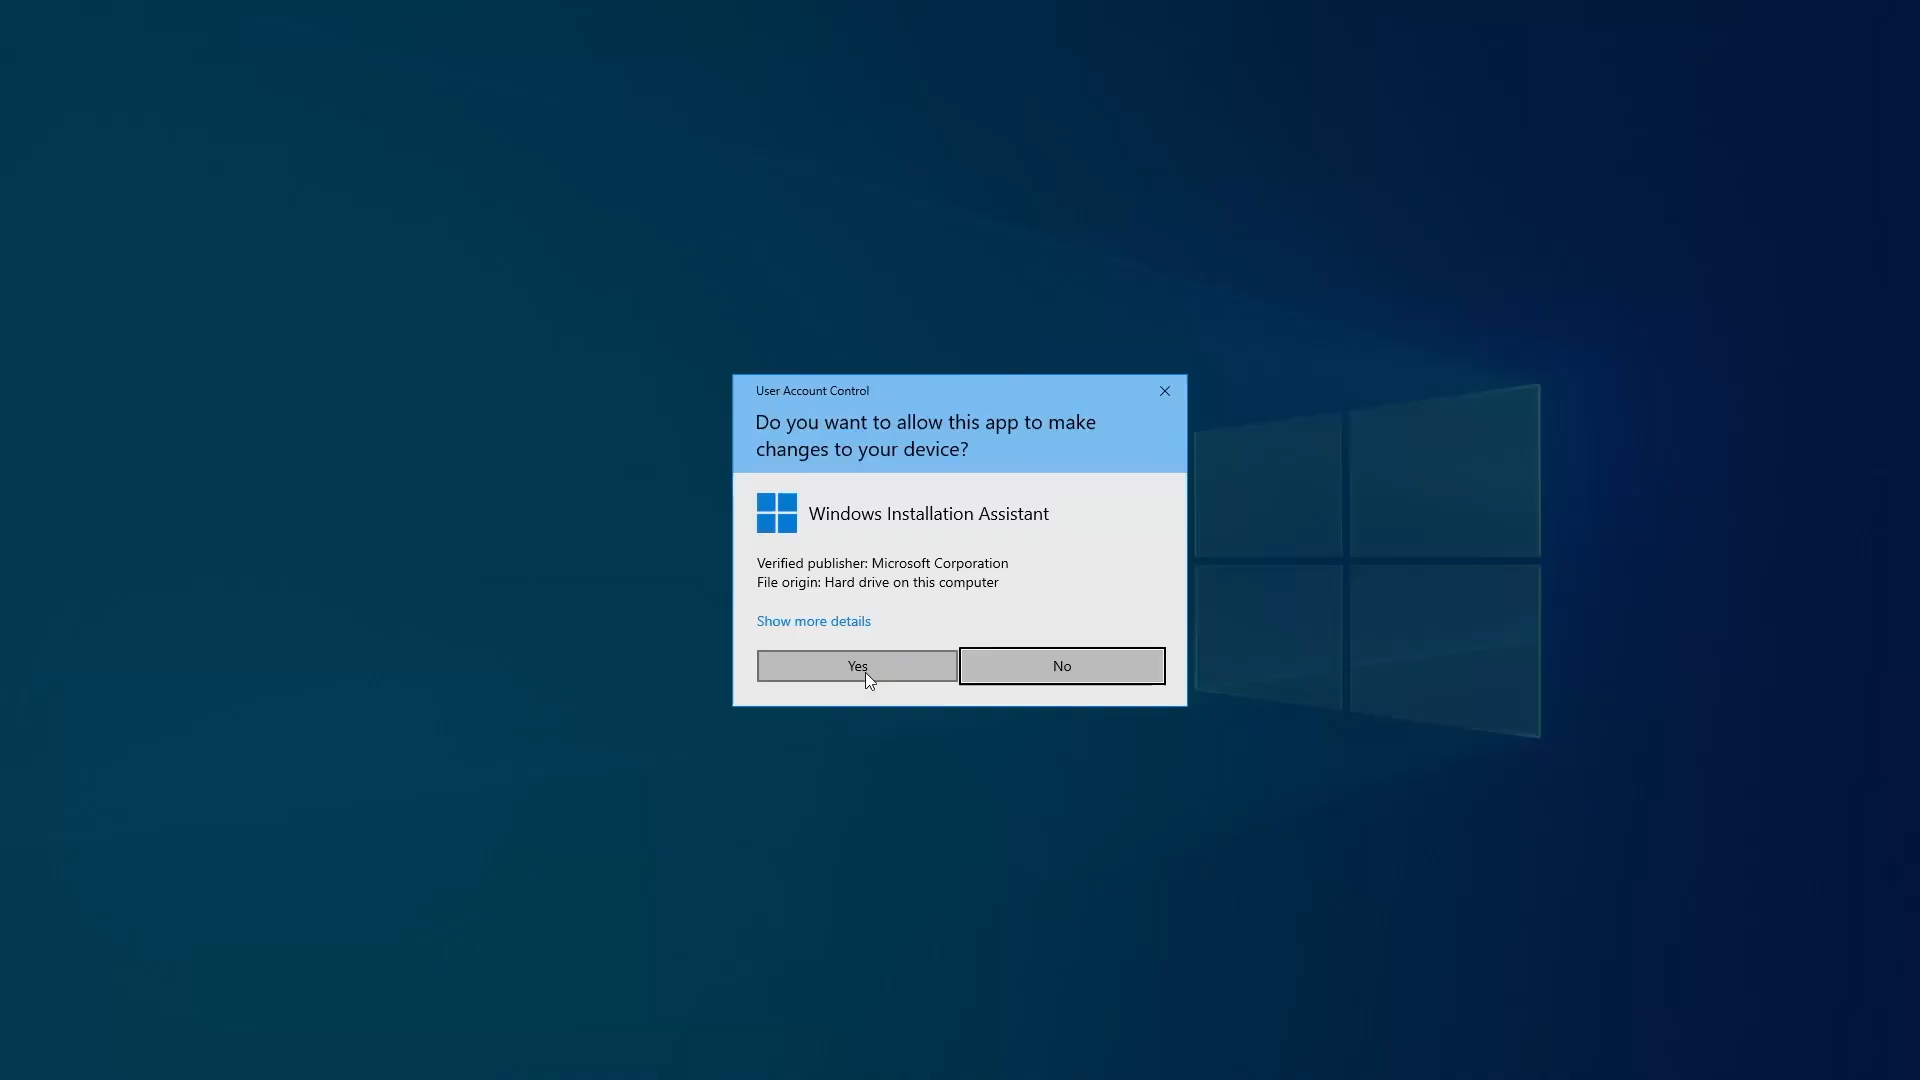 User Account Control
Do you want to allow this app to make
changes to your device?
Windows Installation Assistant
Verified publisher: Microsoft Corporation
File origin: Hard drive on this computer
Show more details
Yes
No